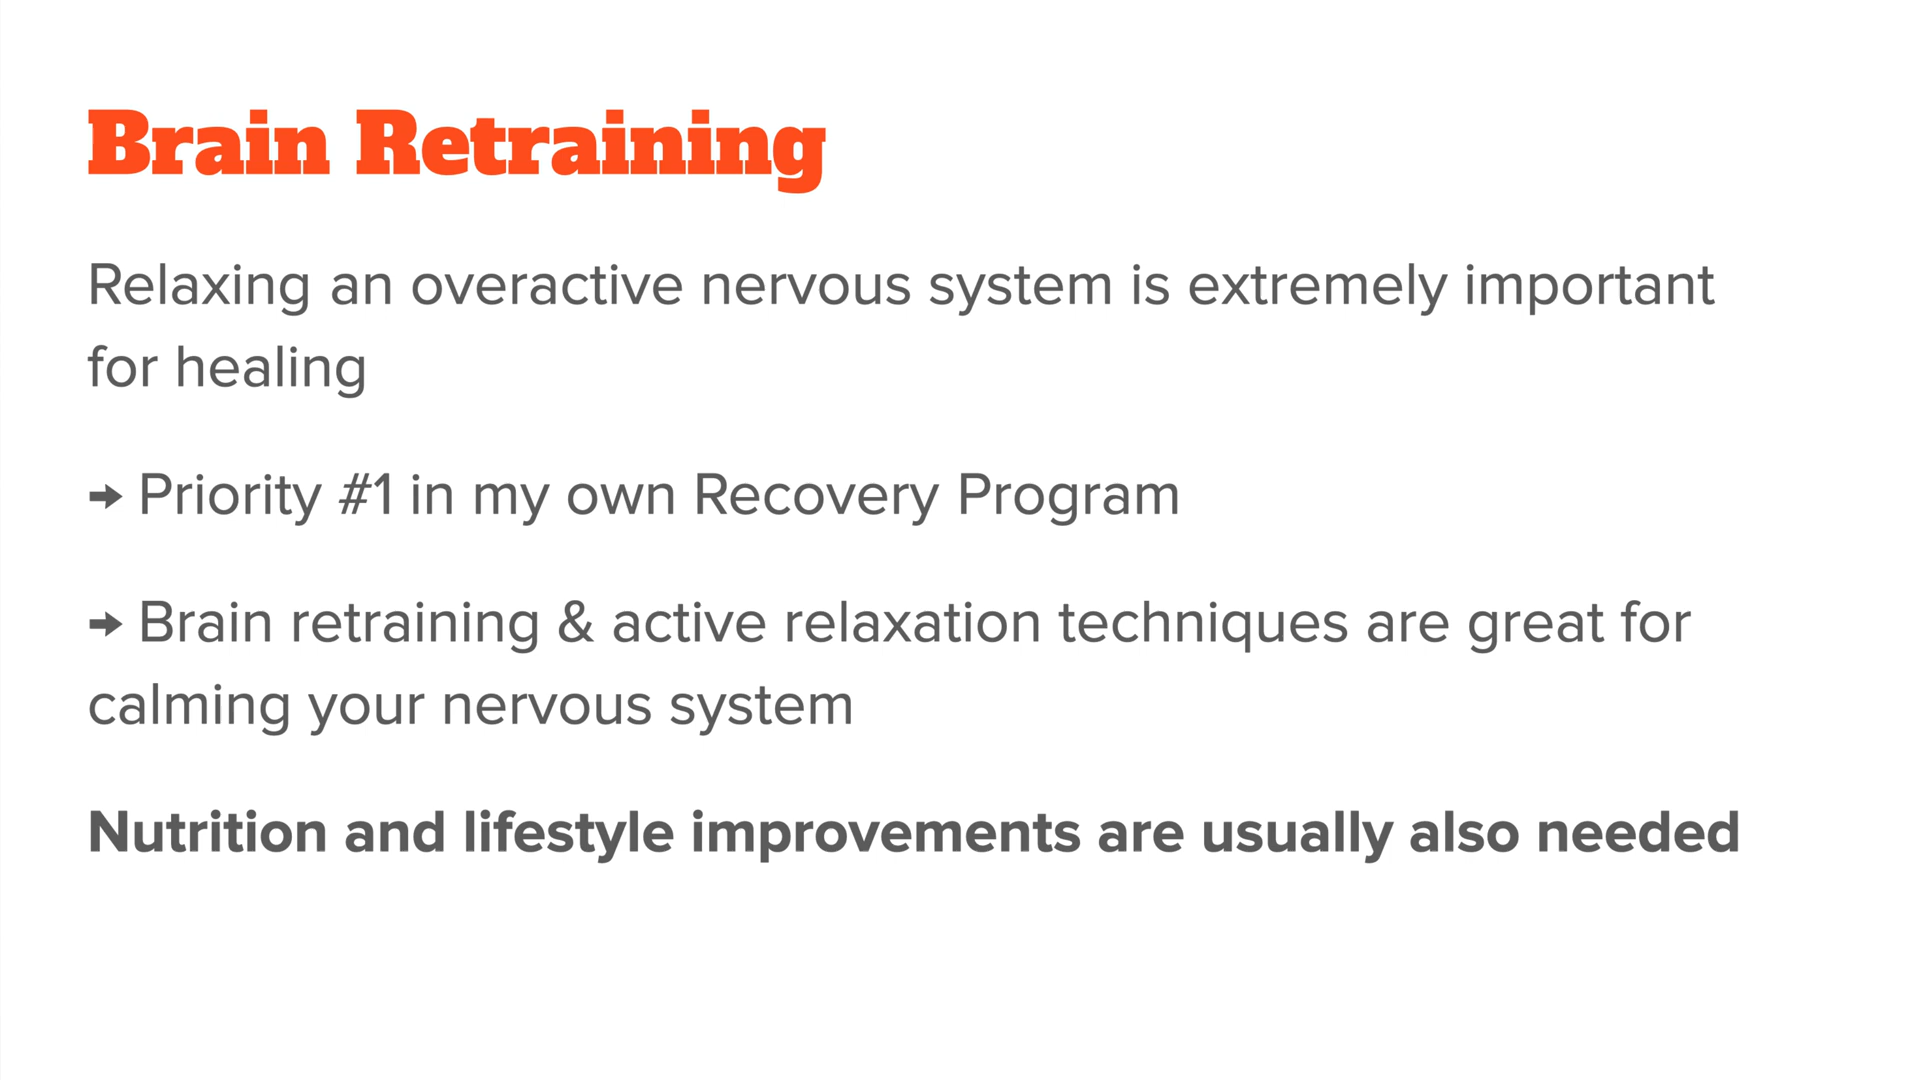 Brain Retraining
Relaxing an overactive nervous system is extremely important
for healing
➡ Priority #1 in my own Recovery Program
➡ Brain retraining & active relaxation techniques are great for
calming your nervous system
Nutrition and lifestyle improvements are usually also needed